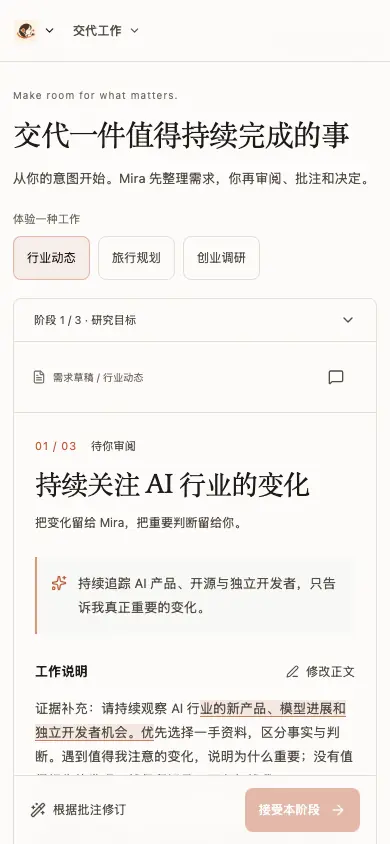 交代工作
Make room for what matters.
交代一件值得持续完成的事
从你的意图开始。Mira 先整理需求，你再审阅、批注和决定。
体验一种工作
行业动态
旅行规划
创业调研
阶段 1 / 3 · 研究目标
需求草稿 / 行业动态
01 / 03 待你审阅
持续关注 AI 行业的变化
把变化留给 Mira，把重要判断留给你。
持续追踪 AI 产品、开源与独立开发者，只告
诉我真正重要的变化。
工作说明
修改正文
证据补充：请持续观察 AI 行业的新产品、模型进展和
独立开发者机会。优先选择一手资料，区分事实与判
断。遇到值得我注意的变化，说明为什么重要；没有值
根据批注修订
接受本阶段